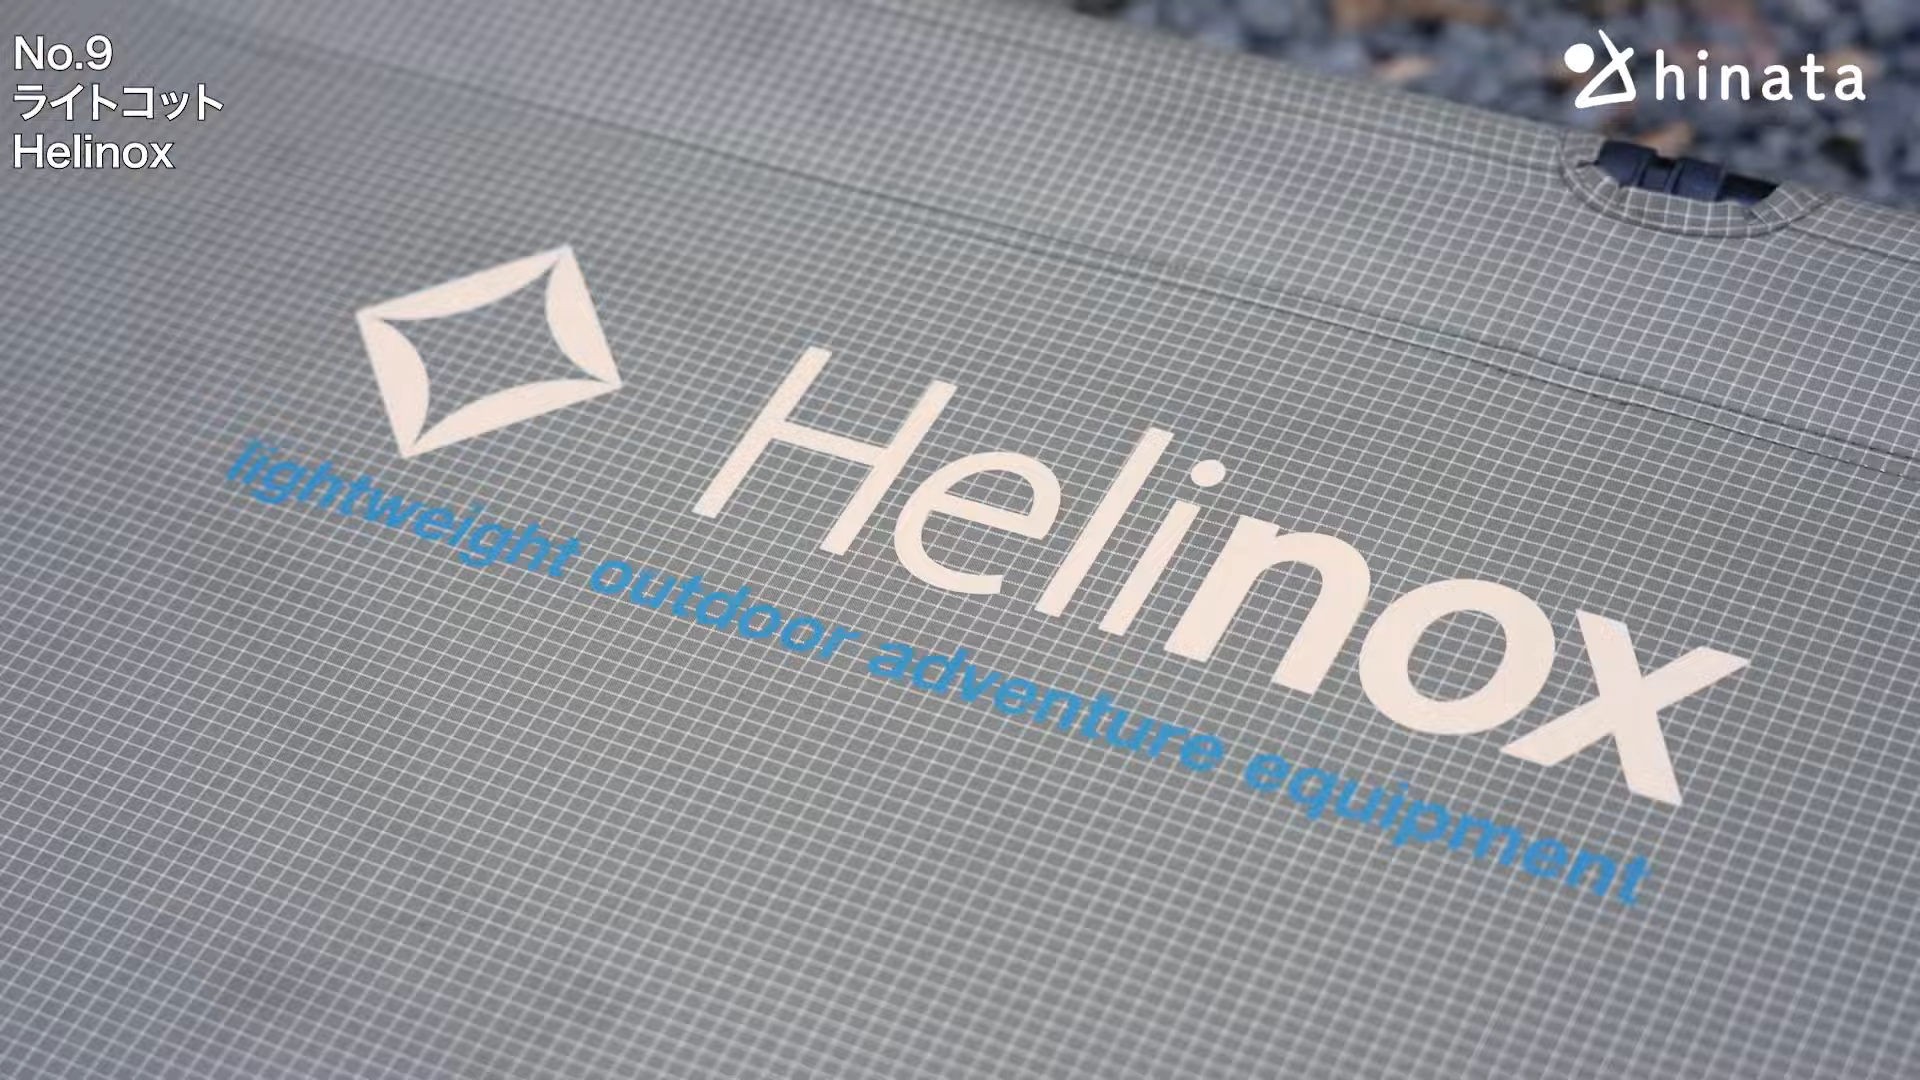 No.9
ライトコット
Helinox
hinata
Helinox
lightweight outdoor adventure equipment